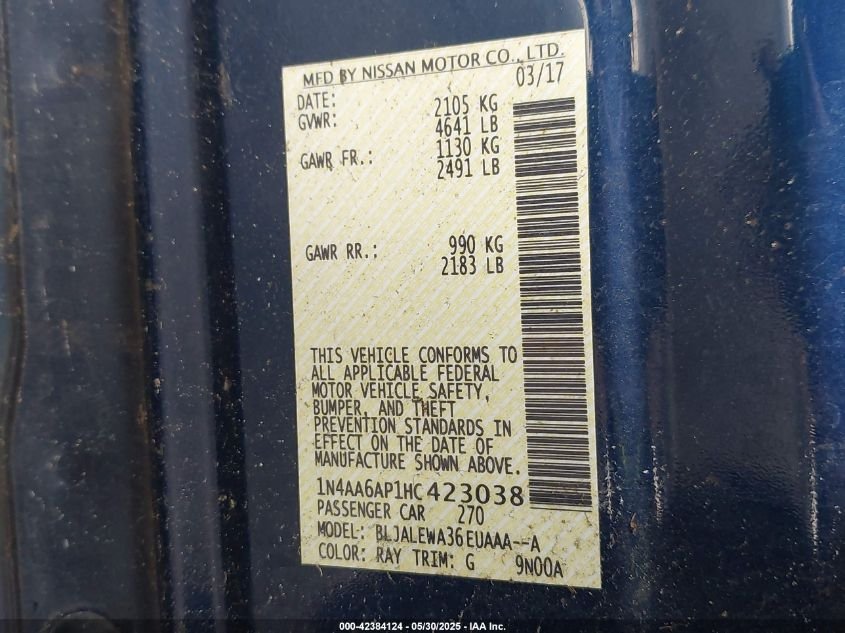 MFD BY NISSAN MOTOR CO., LTD.
DATE: 03/17
GVWR: 2105 KG
4641 LB
GAWR FR.: 1130 KG
2491 LB
GAWR RR.: 990 KG
2183 LB
THIS VEHICLE CONFORMS TO
ALL APPLICABLE FEDERAL
MOTOR VEHICLE SAFETY,
BUMPER, AND THEFT
PREVENTION STANDARDS IN
EFFECT ON THE DATE OF
MANUFACTURE SHOWN ABOVE.
1N4AA6AP1HC423038
PASSENGER CAR 270
MODEL: BLJALEWA36EUAAA--A
COLOR: RAY TRIM: G 9N00A
000-42384124 - 05/30/2025 - IAA Inc.